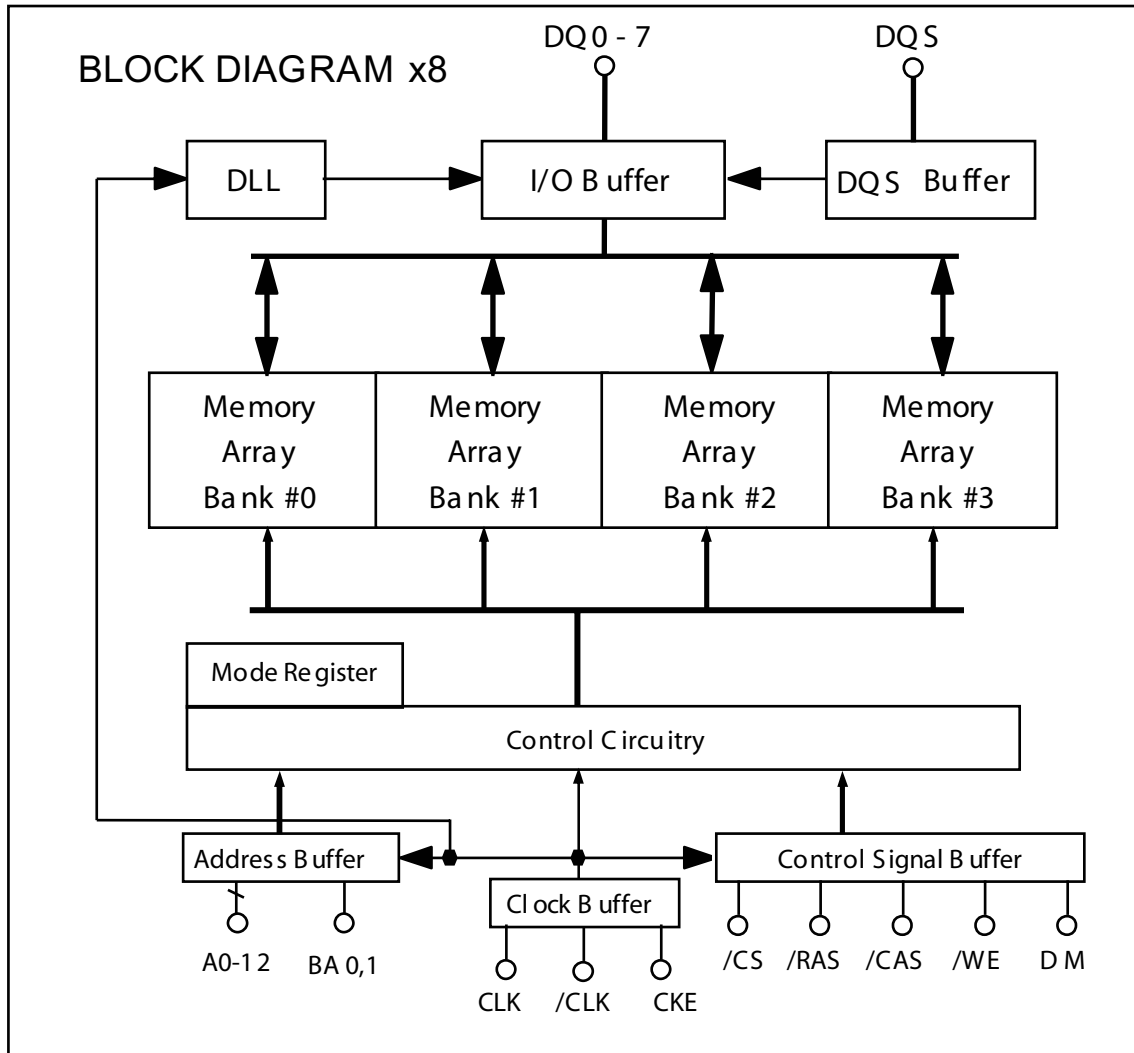 DQ0 - 7
DQS
BLOCK DIAGRAM x8
DLL
I/O Buffer
DQS Buffer
Memory
Array
Bank #0
Memory
Array
Bank #1
Memory
Array
Bank #2
Memory
Array
Bank #3
Mode Register
Control Circuitry
Address Buffer
Control Signal Buffer
Clock Buffer
A0-12
BA 0,1
CLK
/CLK
CKE
/CS
/RAS
/CAS
/WE
DM